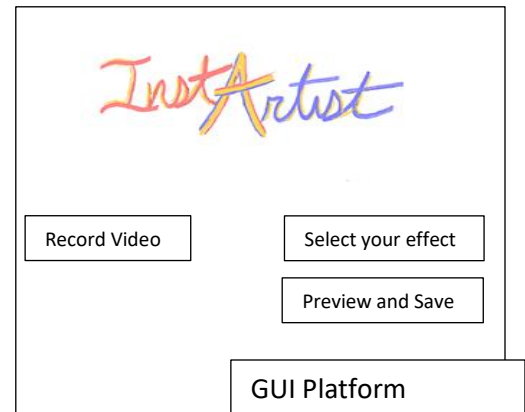 InstArtist
Record Video
Select your effect
Preview and Save
GUI Platform